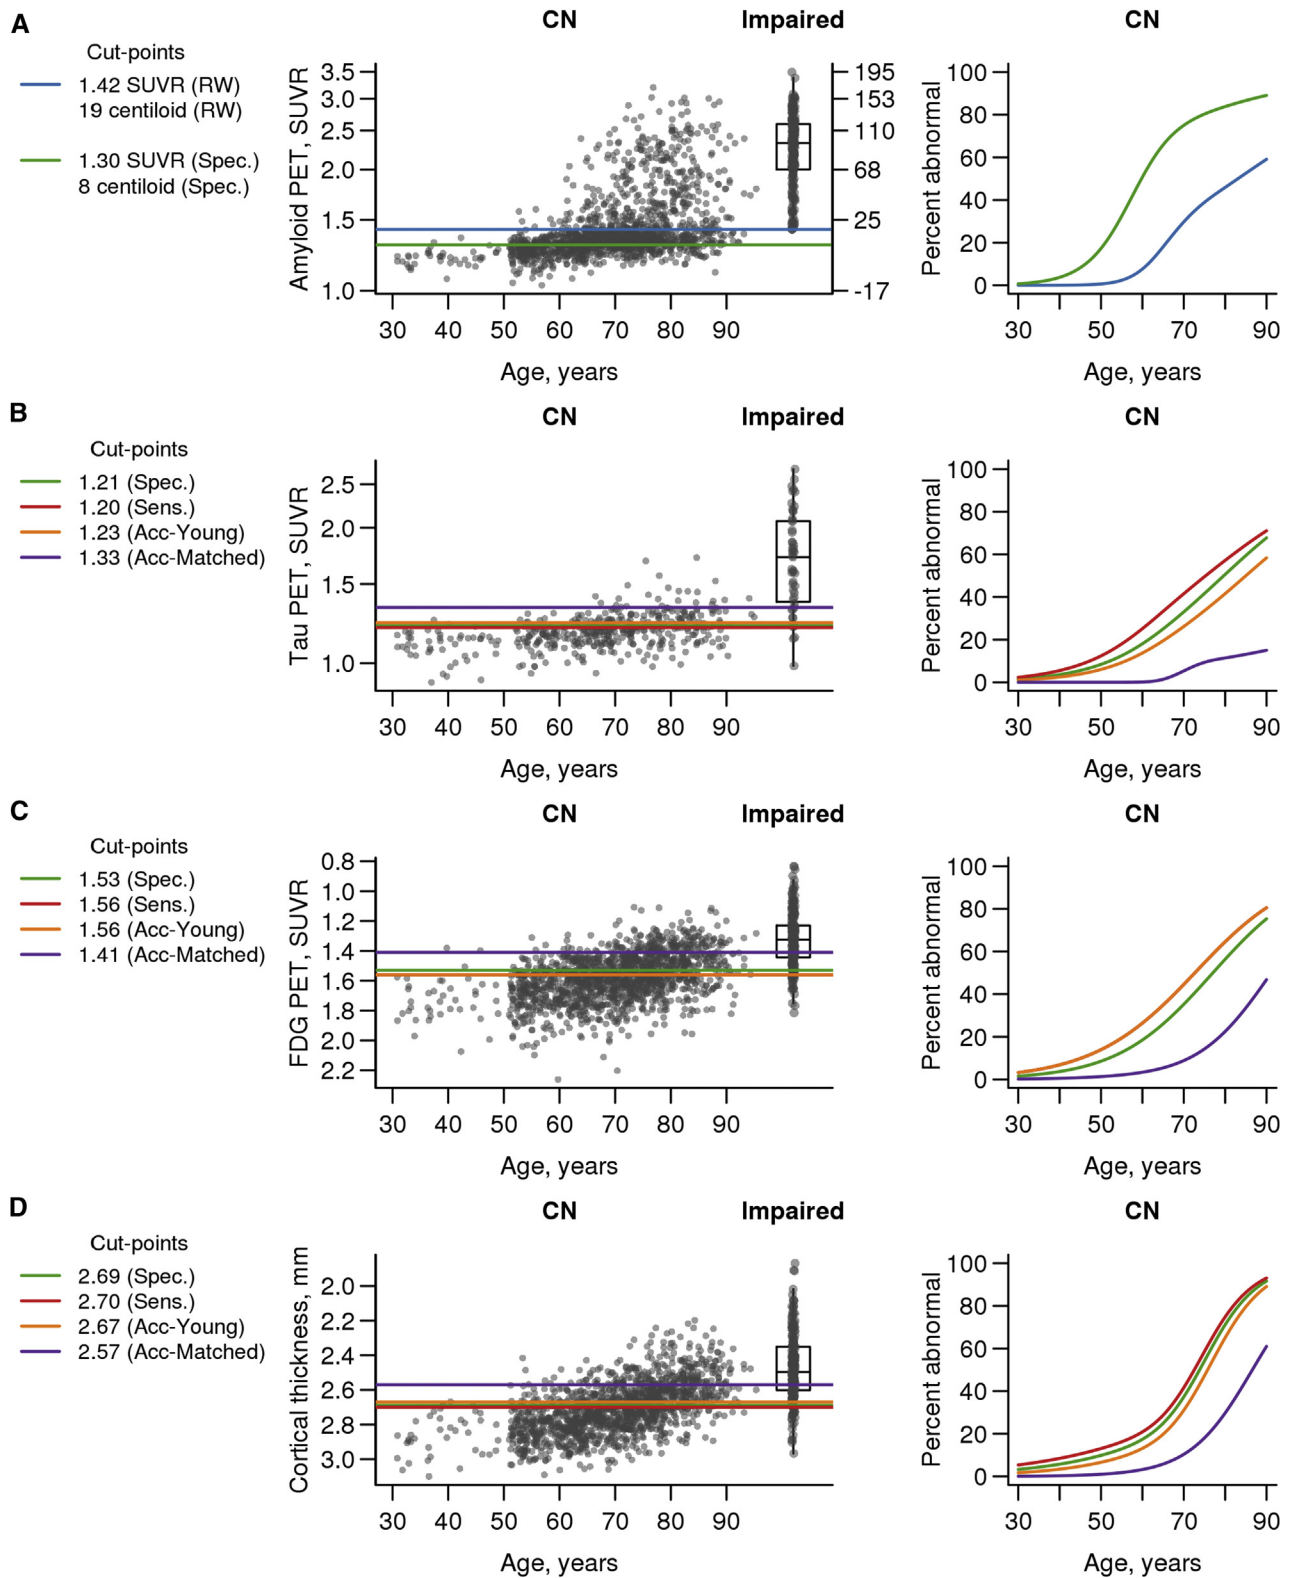 A
CN
Impaired
CN
Cut-points
1.42 SUVR (RW)
19 centiloid (RW)
1.30 SUVR (Spec.)
8 centiloid (Spec.)
Amyloid PET, SUVR
3.5
3.0
2.5
2.0
1.5
1.0
195
153
110
68
25
-17
30 40 50 60 70 80 90
Age, years
Percent abnormal
100
80
60
40
20
0
30 50 70 90
Age, years
B
CN
Impaired
CN
Cut-points
1.21 (Spec.)
1.20 (Sens.)
1.23 (Acc-Young)
1.33 (Acc-Matched)
Tau PET, SUVR
2.5
2.0
1.5
1.0
30 40 50 60 70 80 90
Age, years
Percent abnormal
100
80
60
40
20
0
30 50 70 90
Age, years
C
CN
Impaired
CN
Cut-points
1.53 (Spec.)
1.56 (Sens.)
1.56 (Acc-Young)
1.41 (Acc-Matched)
FDG PET, SUVR
0.8
1.0
1.2
1.4
1.6
1.8
2.0
2.2
30 40 50 60 70 80 90
Age, years
Percent abnormal
100
80
60
40
20
0
30 50 70 90
Age, years
D
CN
Impaired
CN
Cut-points
2.69 (Spec.)
2.70 (Sens.)
2.67 (Acc-Young)
2.57 (Acc-Matched)
Cortical thickness, mm
2.0
2.2
2.4
2.6
2.8
3.0
30 40 50 60 70 80 90
Age, years
Percent abnormal
100
80
60
40
20
0
30 50 70 90
Age, years